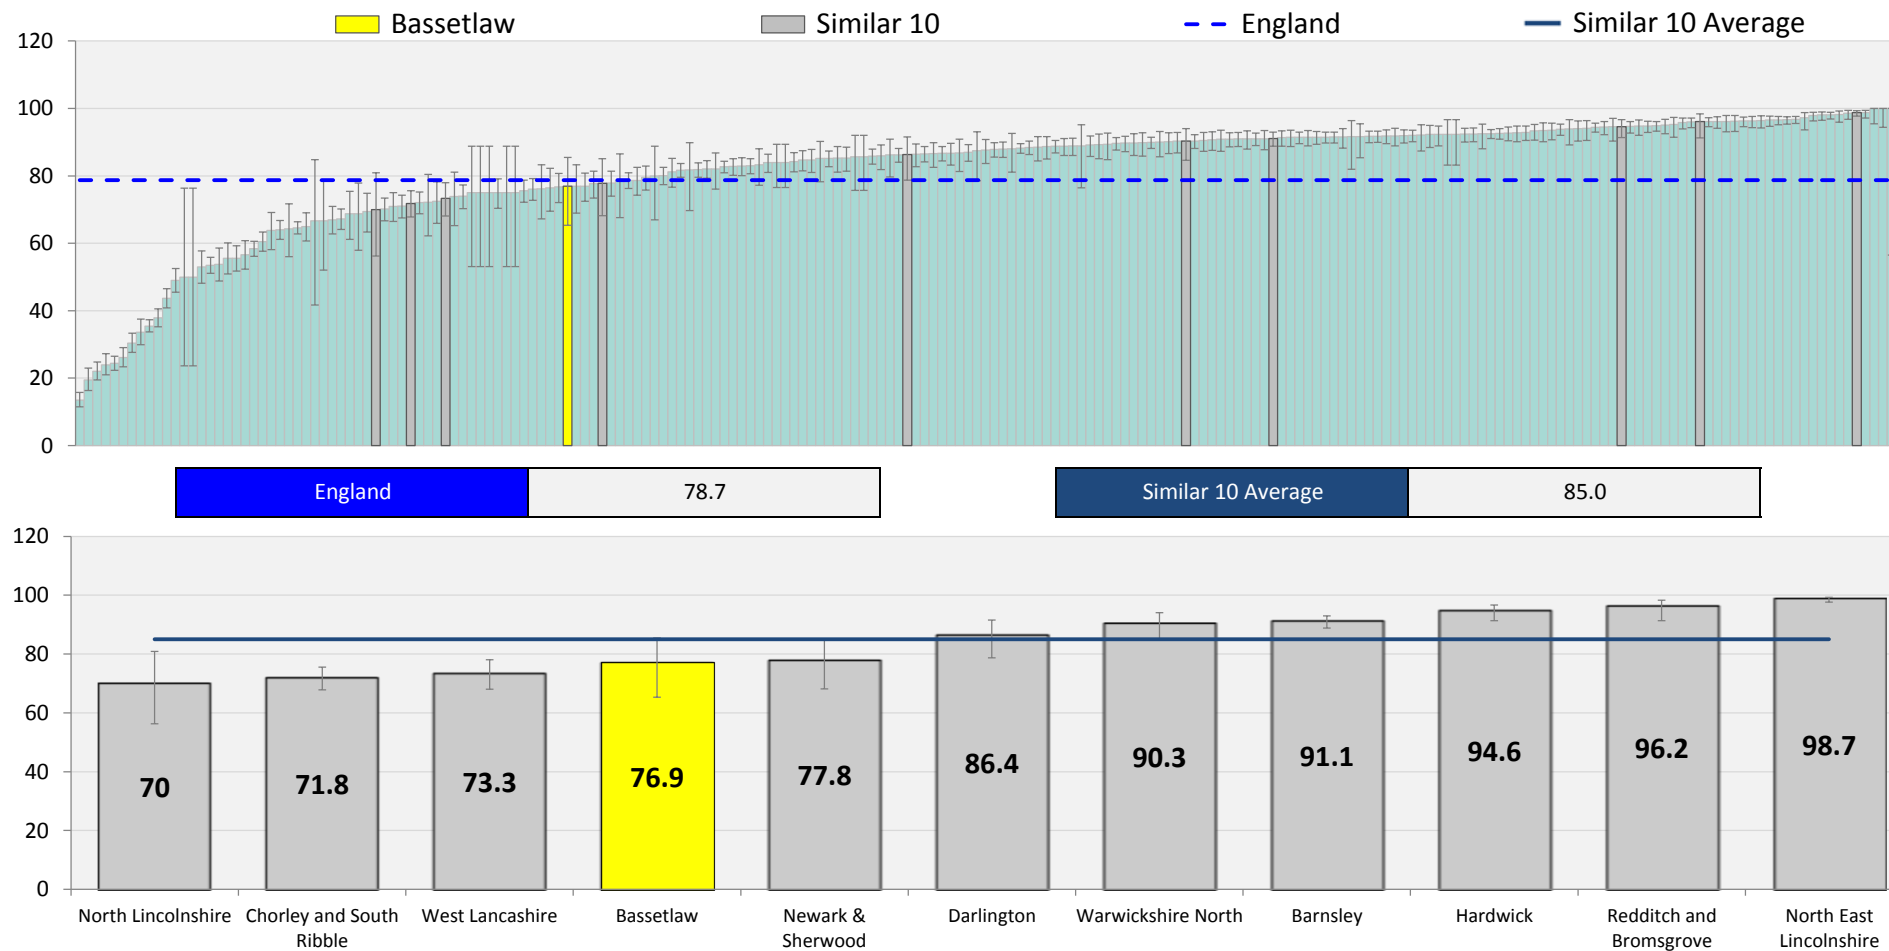 Bassetlaw Similar 10 England Similar 10 Average
120
100
80
60
40
20
0
England 78.7 Similar 10 Average 85.0
120
100
80
60
40
20
0
70 71.8 73.3 76.9 77.8 86.4 90.3 91.1 94.6 96.2 98.7
North Lincolnshire
Chorley and South
Ribble
West Lancashire
Bassetlaw
Newark &
Sherwood
Darlington
Warwickshire North
Barnsley
Hardwick
Redditch and
Bromsgrove
North East
Lincolnshire